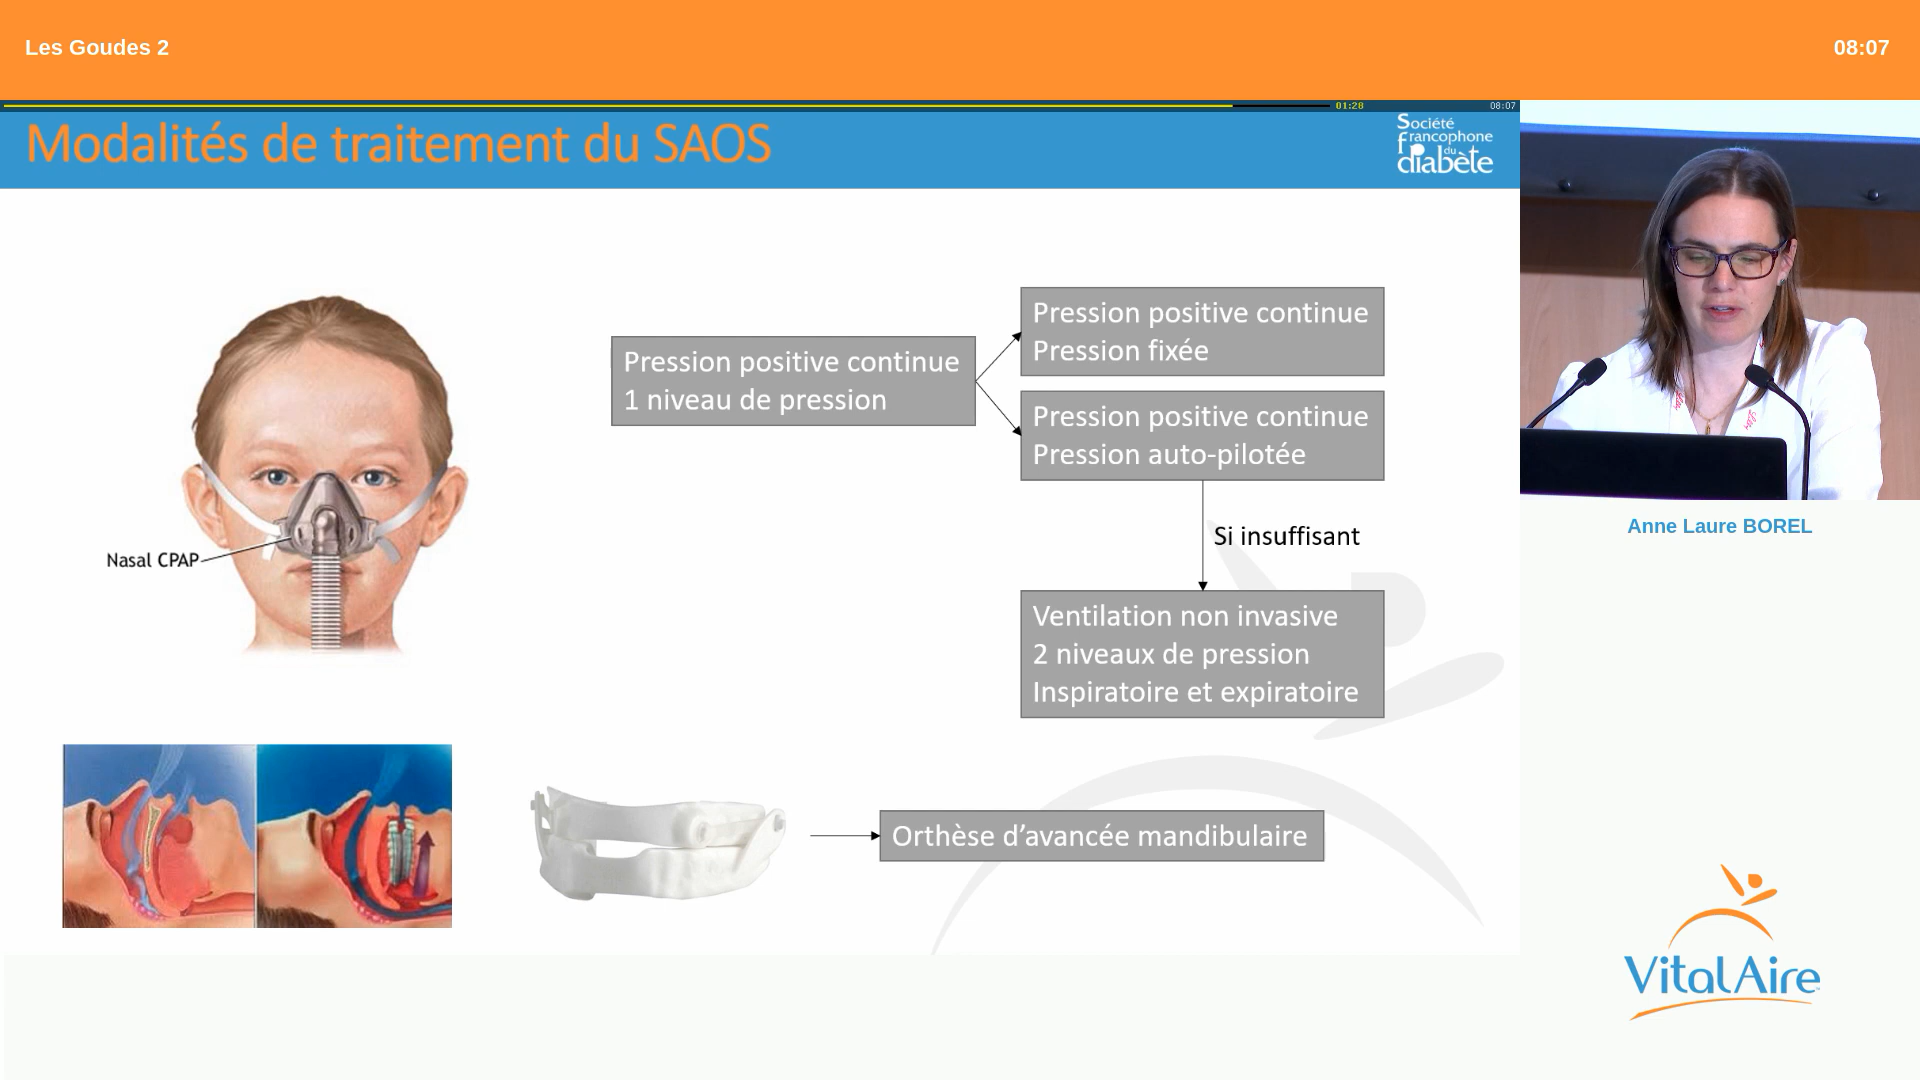 Les Goudes 2
08:07
01:28
08:07
Modalités de traitement du SAOS
Société
francophone
du
diabète
Pression positive continue
1 niveau de pression
Pression positive continue
Pression fixée
Pression positive continue
Pression auto-pilotée
Si insuffisant
Nasal CPAP
Ventilation non invasive
2 niveaux de pression
Inspiratoire et expiratoire
Orthèse d’avancée mandibulaire
Anne Laure BOREL
VitalAire